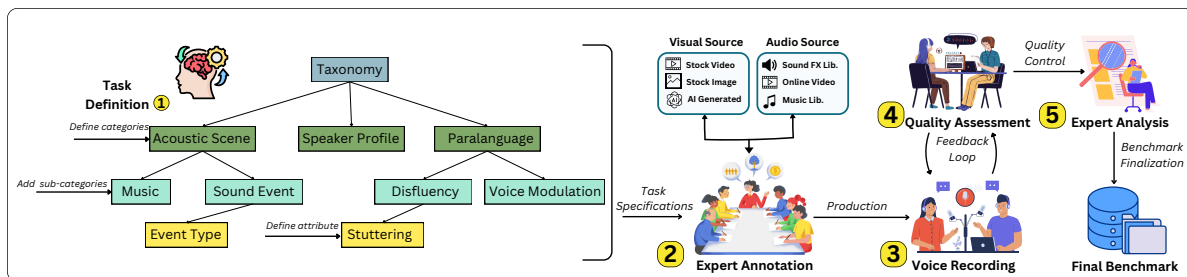 Task
Definition 1
Taxonomy
Define categories
Acoustic Scene
Speaker Profile
Paralanguage
Add sub-categories
Music
Sound Event
Disfluency
Voice Modulation
Event Type
Define attribute
Stuttering
Task
Specifications
Visual Source
Stock Video
Stock Image
AI
AI Generated
Audio Source
Sound FX Lib.
Online Video
Music Lib.
2
Expert Annotation
Production
4
Quality Assessment
Feedback
Loop
3
Voice Recording
Quality
Control
5
Expert Analysis
Benchmark
Finalization
Final Benchmark